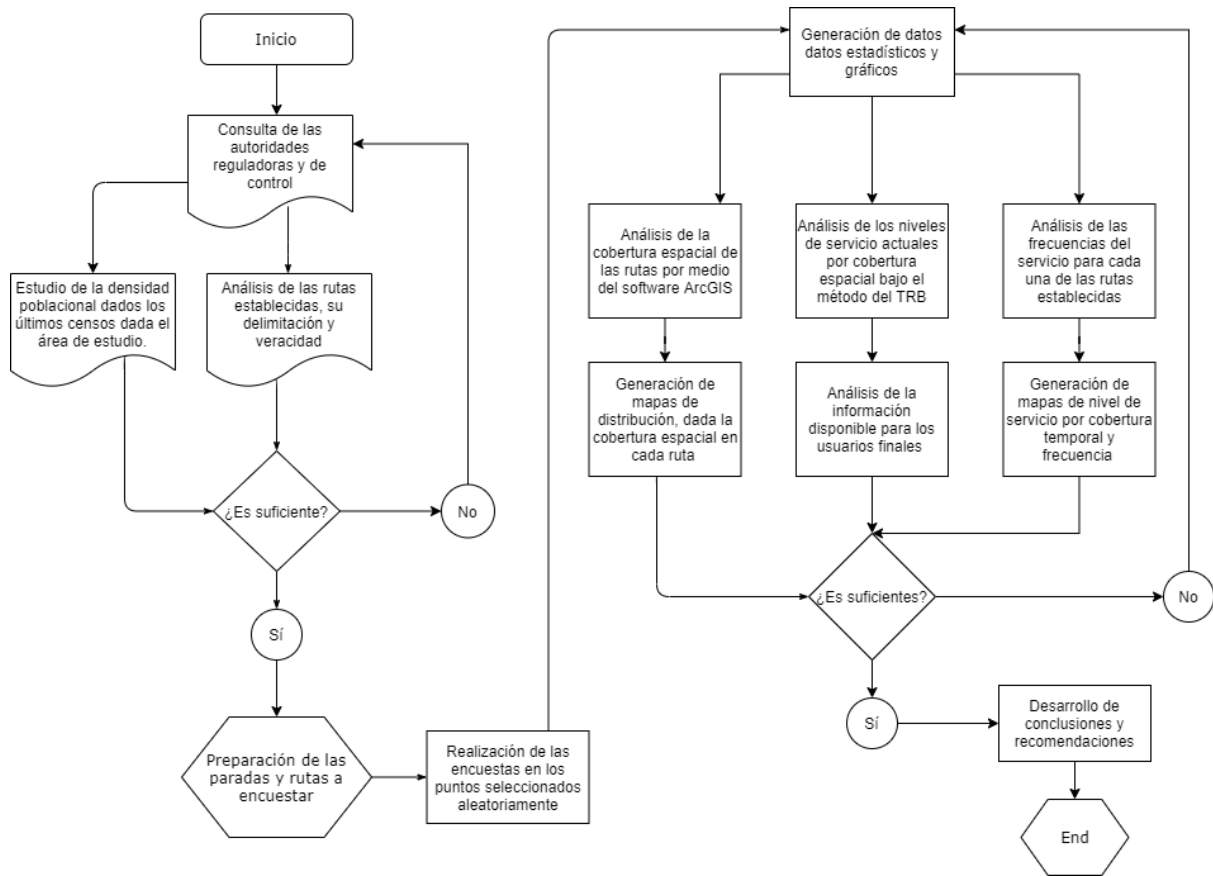 Inicio
Consulta de las
autoridades
reguladoras y de
control
Estudio de la densidad
poblacional dados los
últimos censos dada el
área de estudio.
Análisis de las rutas
establecidas, su
delimitación y
veracidad
¿Es suficiente?
No
Sí
Preparación de las
paradas y rutas a
encuestar
Realización de las
encuestas en los
puntos seleccionados
aleatoriamente
Generación de datos
datos estadísticos y
gráficos
Análisis de la
cobertura espacial de
las rutas por medio
del software ArcGIS
Análisis de los niveles
de servicio actuales
por cobertura
espacial bajo el
método del TRB
Análisis de las
frecuencias del
servicio para cada
una de las rutas
establecidas
Generación de
mapas de
distribución, dada la
cobertura espacial en
cada ruta
Análisis de la
información
disponible para los
usuarios finales
Generación de
mapas de nivel de
servicio por cobertura
temporal y
frecuencia
¿Es suficientes?
No
Sí
Desarrollo de
conclusiones y
recomendaciones
End